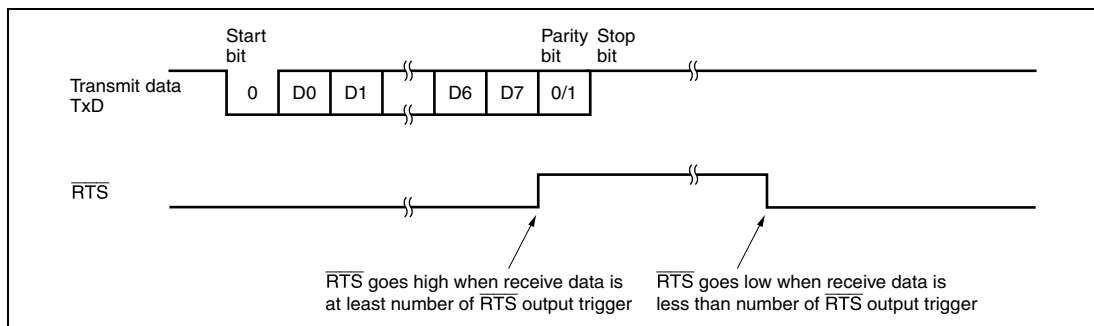 Start bit
Parity bit
Stop bit
Transmit data TxD
0
D0
D1
D6
D7
0/1
RTS
RTS goes high when receive data is
at least number of RTS output trigger
RTS goes low when receive data is
less than number of RTS output trigger